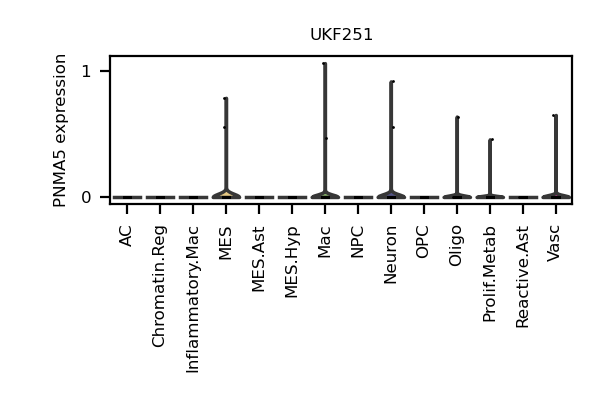 UKF251
PNMA5 expression
1
0
AC
Chromatin.Reg
Inflammatory.Mac
MES
MES.Ast
MES.Hyp
Mac
NPC
Neuron
OPC
Oligo
Prolif.Metab
Reactive.Ast
Vasc